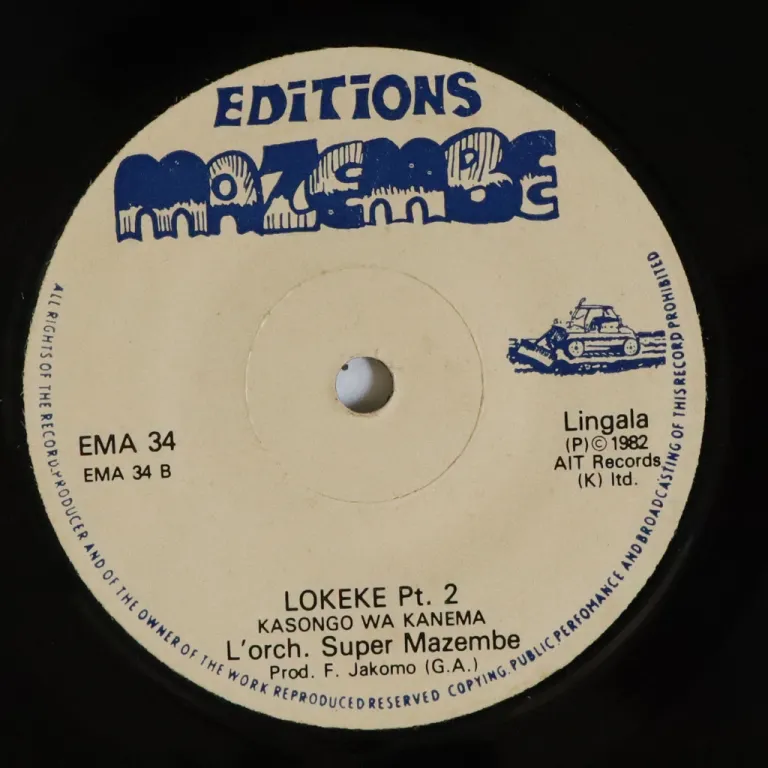 EDITIONS
MAZEMBE
EMA 34
EMA 34 B
Lingala
(P)© 1982
AIT Records
(K) ltd.
LOKEKE Pt. 2
KASONGO WA KANEMA
L'orch. Super Mazembe
Prod. F. Jakomo (G.A.)
ALL RIGHTS OF THE RECORD.PRODUCER AND OF THE OWNER OF THE WORK REPRODUCED RESERVED COPYING.PUBLIC PERFOMANCE AND BROADCASTING OF THIS RECORD PROHIBITED